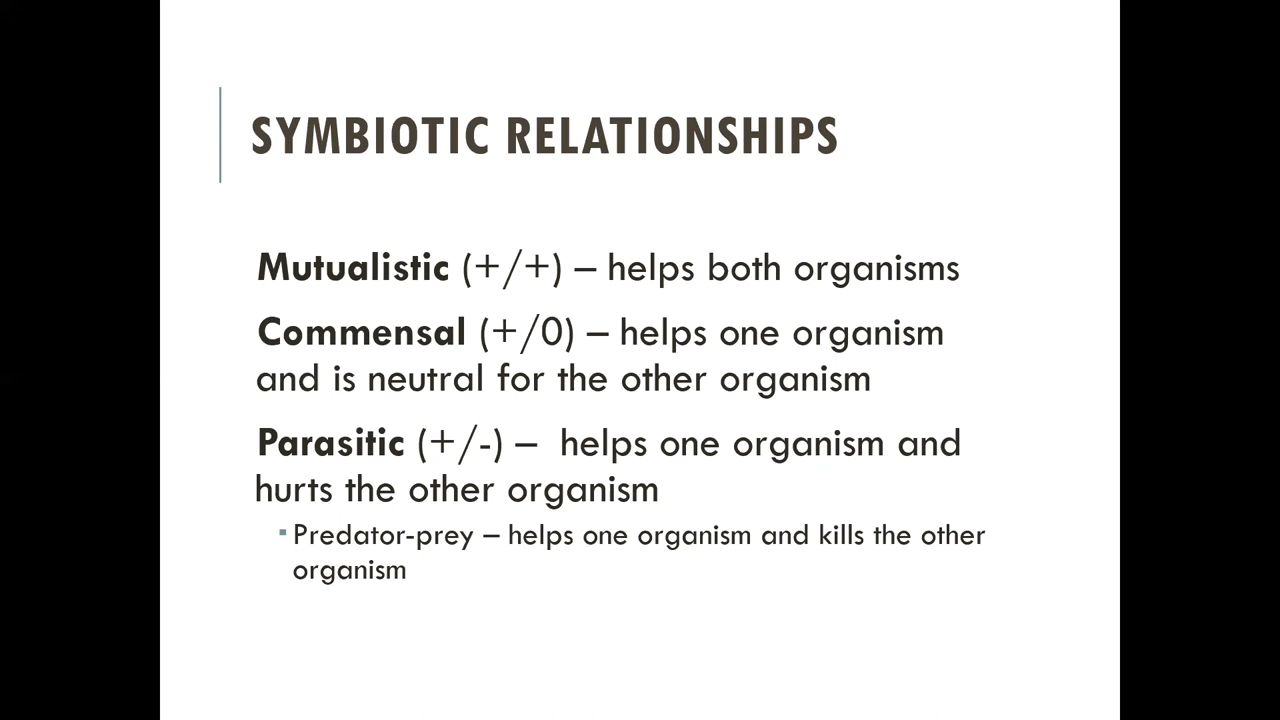 SYMBIOTIC RELATIONSHIPS
Mutualistic (+/+) – helps both organisms
Commensal (+/0) – helps one organism
and is neutral for the other organism
Parasitic (+/-) –  helps one organism and
hurts the other organism
▪ Predator-prey – helps one organism and kills the other
organism